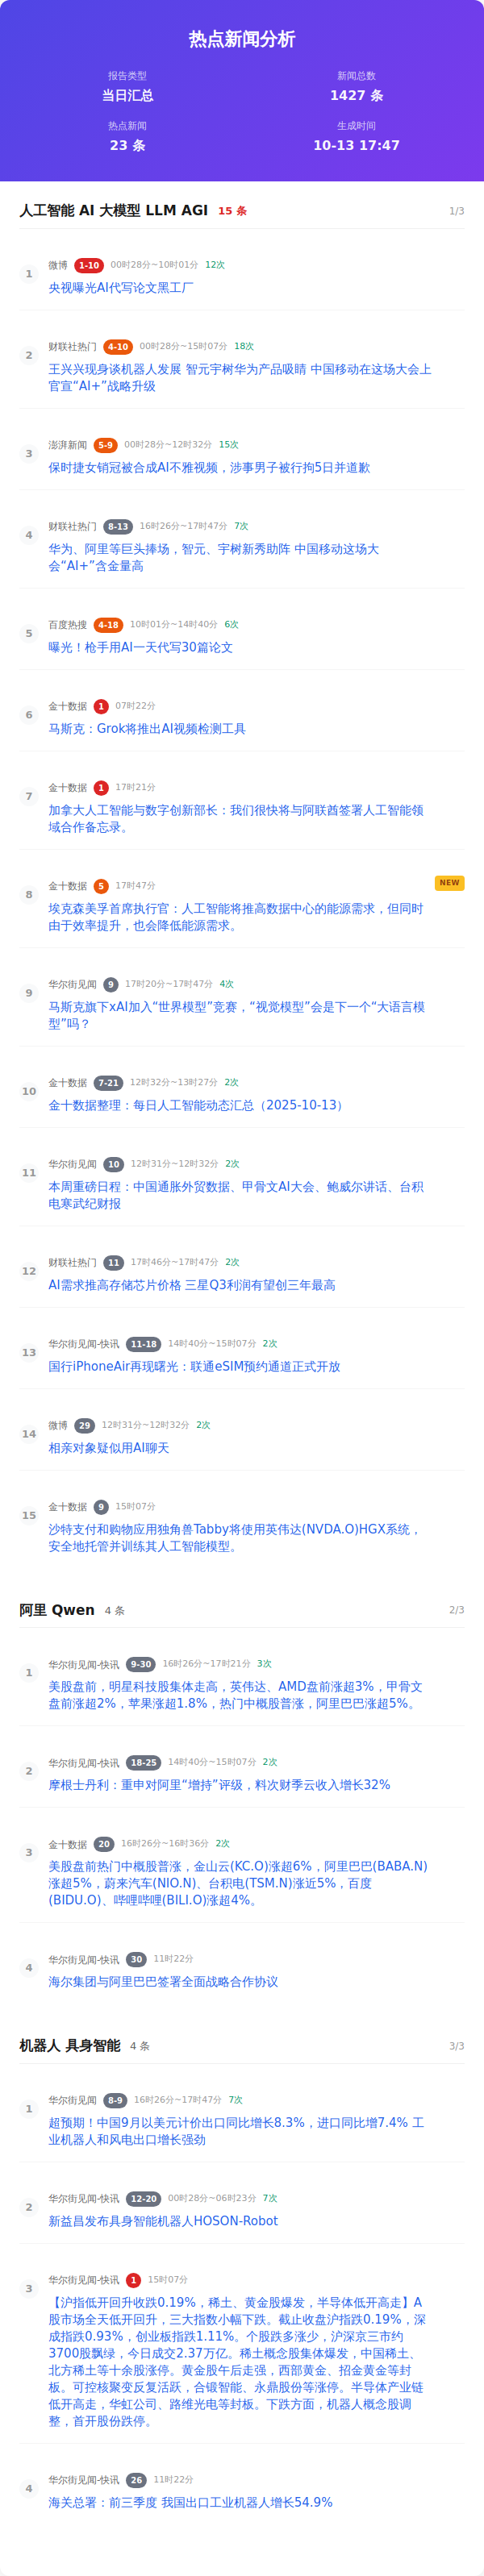 热点新闻分析
报告类型
新闻总数
当日汇总
1427 条
热点新闻
生成时间
23 条
10-13 17:47
人工智能 AI 大模型 LLM AGI 15 条 1/3
1
微博 1-10 00时28分~10时01分 12次
央视曝光AI代写论文黑工厂
2
财联社热门 4-10 00时28分~15时07分 18次
王兴兴现身谈机器人发展 智元宇树华为产品吸睛 中国移动在这场大会上
官宣“AI+”战略升级
3
澎湃新闻 5-9 00时28分~12时32分 15次
保时捷女销冠被合成AI不雅视频，涉事男子被行拘5日并道歉
4
财联社热门 8-13 16时26分~17时47分 7次
华为、阿里等巨头捧场，智元、宇树新秀助阵 中国移动这场大
会“AI+”含金量高
5
百度热搜 4-18 10时01分~14时40分 6次
曝光！枪手用AI一天代写30篇论文
6
金十数据 1 07时22分
马斯克：Grok将推出AI视频检测工具
7
金十数据 1 17时21分
加拿大人工智能与数字创新部长：我们很快将与阿联酋签署人工智能领
域合作备忘录。
8
金十数据 5 17时47分 NEW
埃克森美孚首席执行官：人工智能将推高数据中心的能源需求，但同时
由于效率提升，也会降低能源需求。
9
华尔街见闻 9 17时20分~17时47分 4次
马斯克旗下xAI加入“世界模型”竞赛，“视觉模型”会是下一个“大语言模
型”吗？
10
金十数据 7-21 12时32分~13时27分 2次
金十数据整理：每日人工智能动态汇总（2025-10-13）
11
华尔街见闻 10 12时31分~12时32分 2次
本周重磅日程：中国通胀外贸数据、甲骨文AI大会、鲍威尔讲话、台积
电寒武纪财报
12
财联社热门 11 17时46分~17时47分 2次
AI需求推高存储芯片价格 三星Q3利润有望创三年最高
13
华尔街见闻-快讯 11-18 14时40分~15时07分 2次
国行iPhoneAir再现曙光：联通eSIM预约通道正式开放
14
微博 29 12时31分~12时32分 2次
相亲对象疑似用AI聊天
15
金十数据 9 15时07分
沙特支付和购物应用独角兽Tabby将使用英伟达(NVDA.O)HGX系统，
安全地托管并训练其人工智能模型。
阿里 Qwen 4 条 2/3
1
华尔街见闻-快讯 9-30 16时26分~17时21分 3次
美股盘前，明星科技股集体走高，英伟达、AMD盘前涨超3%，甲骨文
盘前涨超2%，苹果涨超1.8%，热门中概股普涨，阿里巴巴涨超5%。
2
华尔街见闻-快讯 18-25 14时40分~15时07分 2次
摩根士丹利：重申对阿里“增持”评级，料次财季云收入增长32%
3
金十数据 20 16时26分~16时36分 2次
美股盘前热门中概股普涨，金山云(KC.O)涨超6%，阿里巴巴(BABA.N)
涨超5%，蔚来汽车(NIO.N)、台积电(TSM.N)涨近5%，百度
(BIDU.O)、哔哩哔哩(BILI.O)涨超4%。
4
华尔街见闻-快讯 30 11时22分
海尔集团与阿里巴巴签署全面战略合作协议
机器人 具身智能 4 条 3/3
1
华尔街见闻 8-9 16时26分~17时47分 7次
超预期！中国9月以美元计价出口同比增长8.3%，进口同比增7.4% 工
业机器人和风电出口增长强劲
2
华尔街见闻-快讯 12-20 00时28分~06时23分 7次
新益昌发布具身智能机器人HOSON-Robot
3
华尔街见闻-快讯 1 15时07分
【沪指低开回升收跌0.19%，稀土、黄金股爆发，半导体低开高走】A
股市场全天低开回升，三大指数小幅下跌。截止收盘沪指跌0.19%，深
成指跌0.93%，创业板指跌1.11%。个股跌多涨少，沪深京三市约
3700股飘绿，今日成交2.37万亿。稀土概念股集体爆发，中国稀土、
北方稀土等十余股涨停。黄金股午后走强，西部黄金、招金黄金等封
板。可控核聚变反复活跃，合锻智能、永鼎股份等涨停。半导体产业链
低开高走，华虹公司、路维光电等封板。下跌方面，机器人概念股调
整，首开股份跌停。
4
华尔街见闻-快讯 26 11时22分
海关总署：前三季度 我国出口工业机器人增长54.9%